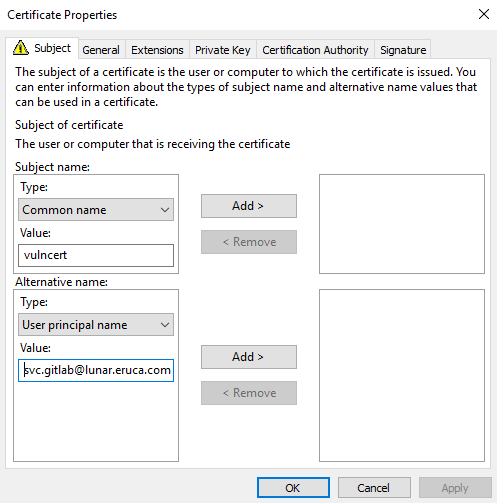 Certificate Properties
Subject General Extensions Private Key Certification Authority Signature
The subject of a certificate is the user or computer to which the certificate is issued. You
can enter information about the types of subject name and alternative name values that
can be used in a certificate.
Subject of certificate
The user or computer that is receiving the certificate
Subject name:
Type:
Common name
Add >
Value:
< Remove
vulncert
Alternative name:
Type:
User principal name
Value:
Add >
svc.gitlab@lunar.eruca.com
< Remove
OK Cancel Apply